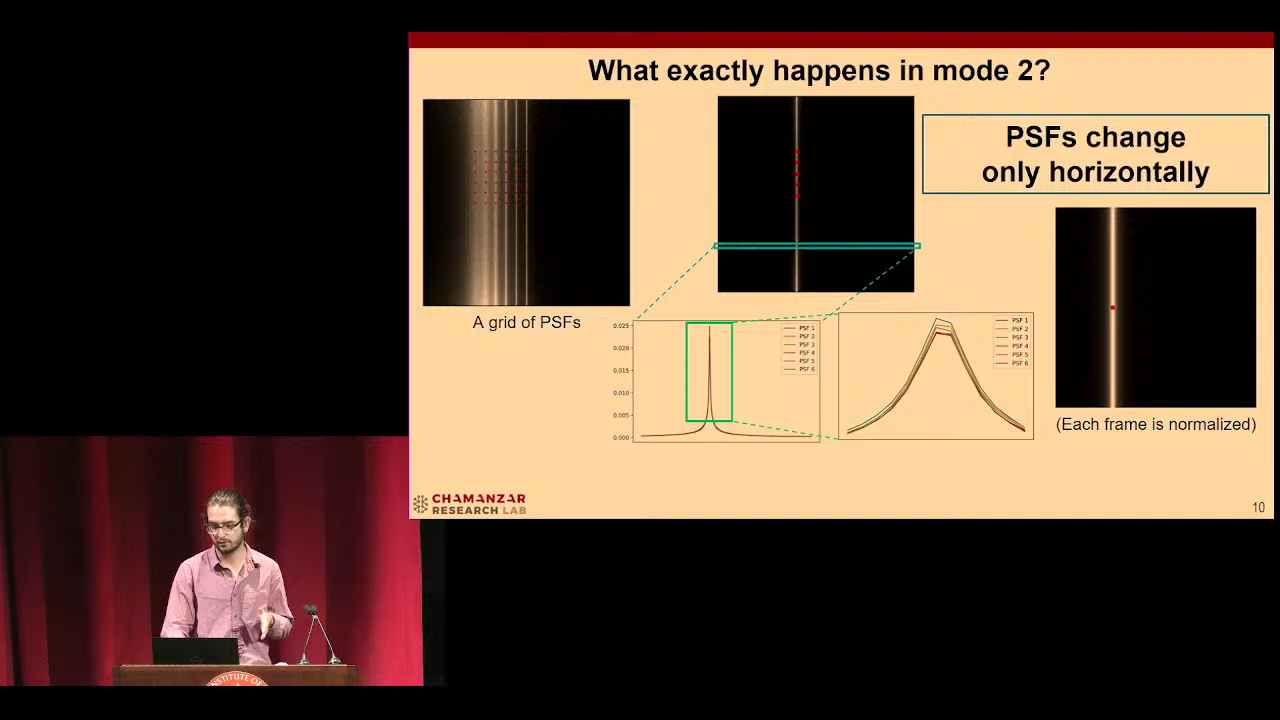 What exactly happens in mode 2?
PSFs change
only horizontally
A grid of PSFs
0.025
0.020
0.015
0.010
0.005
0.000
PSF 1
PSF 2
PSF 3
PSF 4
PSF 5
PSF 6
PSF 1
PSF 2
PSF 3
PSF 4
PSF 5
PSF 6
(Each frame is normalized)
CHAMANZAR
RESEARCH LAB
10
NSTITUTE OF